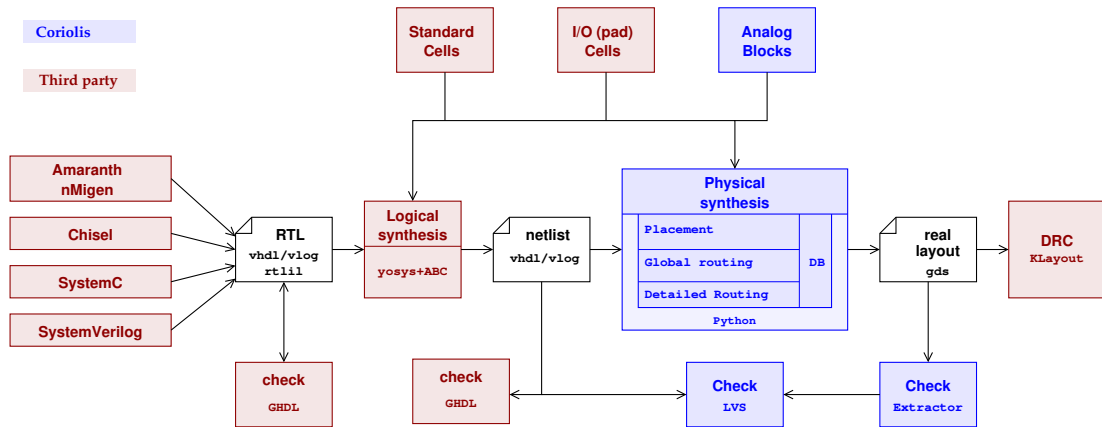 Coriolis
Third party
Standard
Cells
I/O (pad)
Cells
Analog
Blocks
Amaranth
nMigen
Chisel
SystemC
SystemVerilog
RTL
vhdl/vlog
rtlil
Logical
synthesis
yosys+ABC
netlist
vhdl/vlog
Physical
synthesis
Placement
Global routing
Detailed Routing
DB
Python
real
layout
gds
DRC
KLayout
check
GHDL
check
GHDL
Check
LVS
Check
Extractor